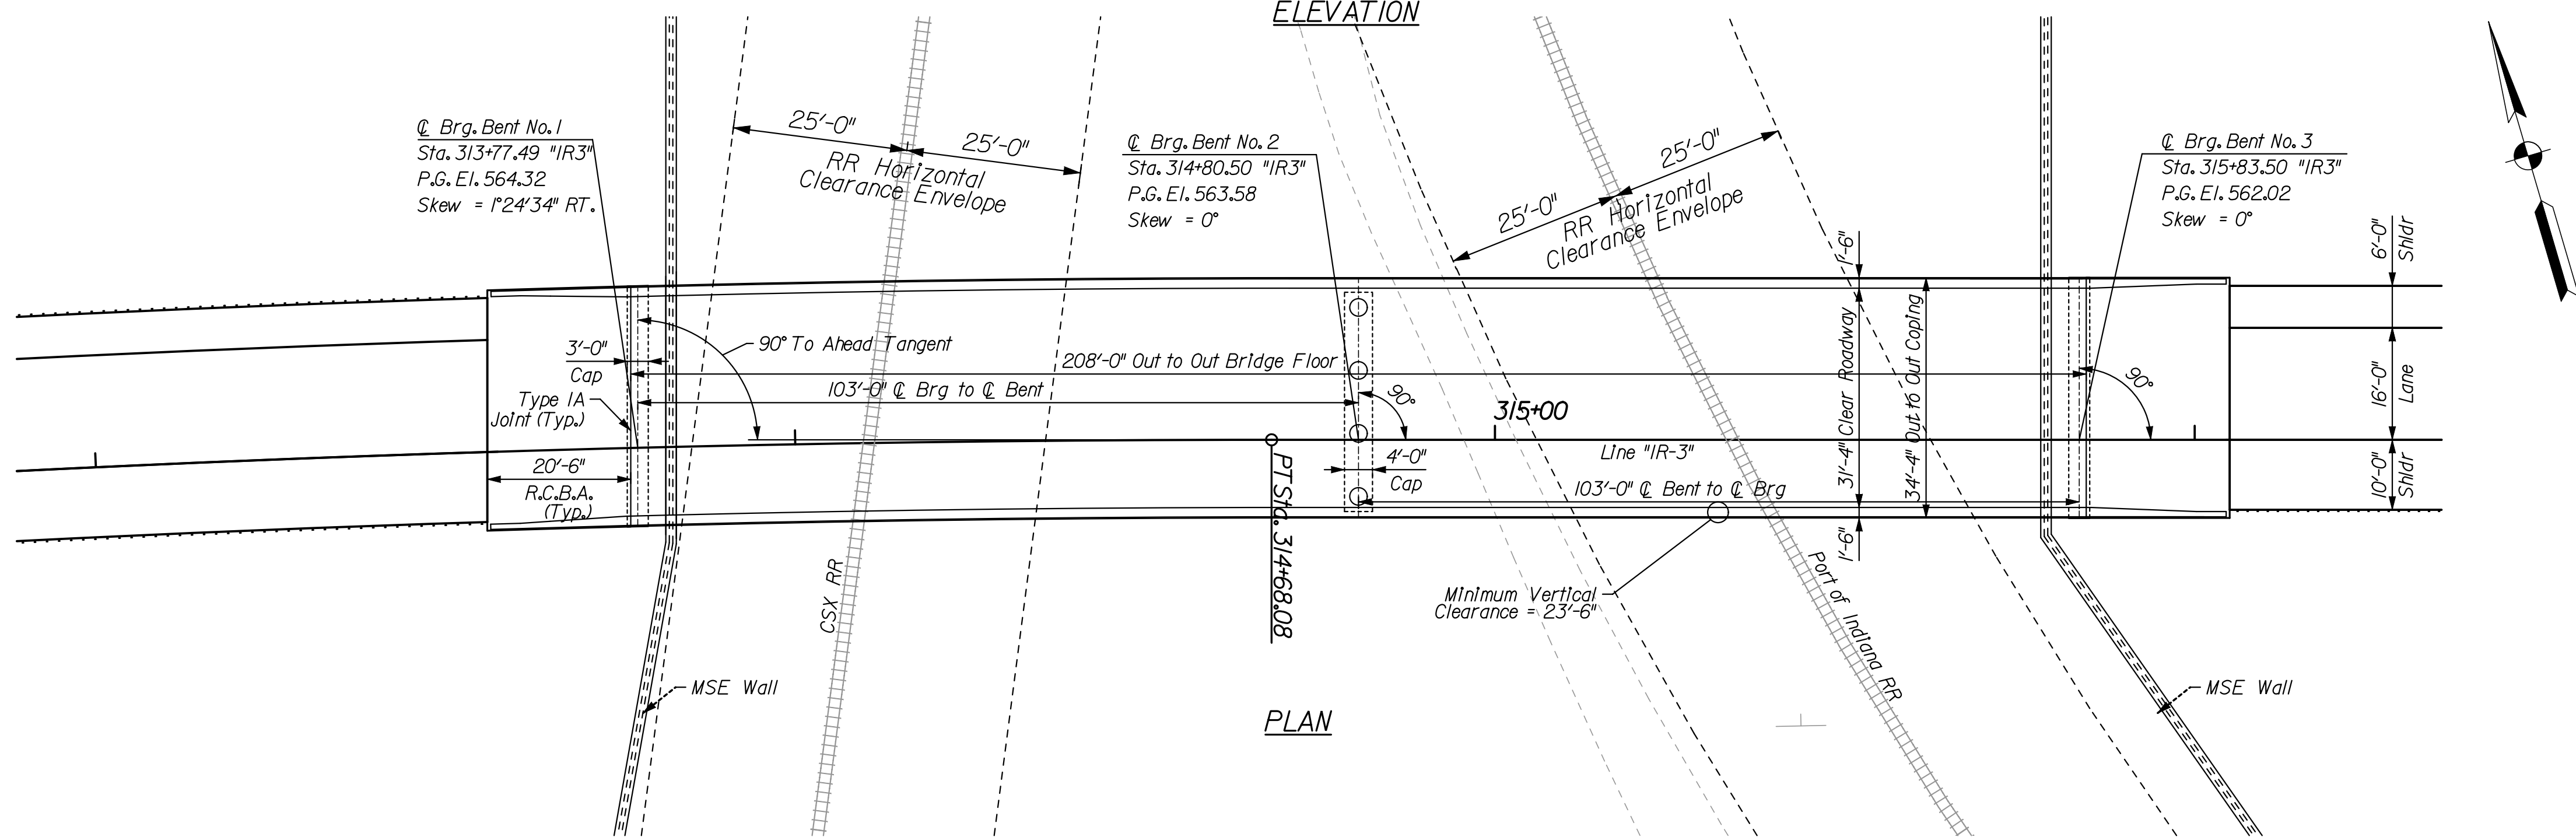 ELEVATION
℄ Brg. Bent No. 1
Sta. 313+77.49 "IR3"
P.G. El. 564.32
Skew = 1°24'34" RT.
25'-0"
25'-0"
RR Horizontal
Clearance Envelope
℄ Brg. Bent No. 2
Sta. 314+80.50 "IR3"
P.G. El. 563.58
Skew = 0°
25'-0"
25'-0"
RR Horizontal
Clearance Envelope
℄ Brg. Bent No. 3
Sta. 315+83.50 "IR3"
P.G. El. 562.02
Skew = 0°
1'-6"
6'-0"
Shldr
3'-0"
Cap
90° To Ahead Tangent
208'-0" Out to Out Bridge Floor
103'-0" ℄ Brg to ℄ Bent
Type IA
Joint (Typ.)
90°
315+00
31'-4" Clear Roadway
34'-4" Out to Out Coping
90°
16'-0"
Lane
20'-6"
R.C.B.A.
(Typ.)
PT Sta. 314+68.08
4'-0"
Cap
Line "IR-3"
103'-0" ℄ Bent to ℄ Brg
10'-0"
Shldr
1'-6"
CSX RR
Minimum Vertical
Clearance = 23'-6"
Port of Indiana RR
MSE Wall
MSE Wall
PLAN